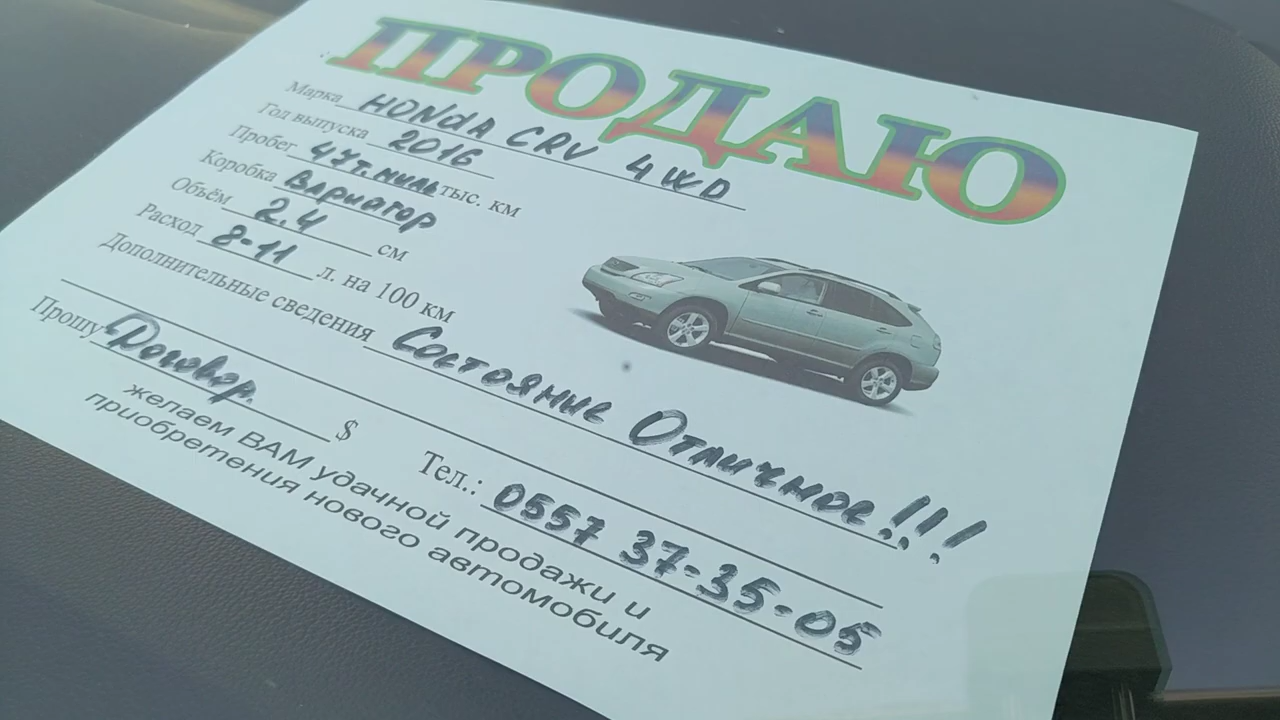 ПРОДАЮ
Марка HONdA CRV 4WD
Год выпуска 2016
Пробег 47т. миль тыс. км
Коробка Вариатор
Объём 2.4 см
Расход 8-11 л. на 100 км
Дополнительные сведения Состояние Отличное!!!
Прошу Договор. $
Тел.: 0557 37-35-05
желаем ВАМ удачной продажи и
приобретения нового автомобиля